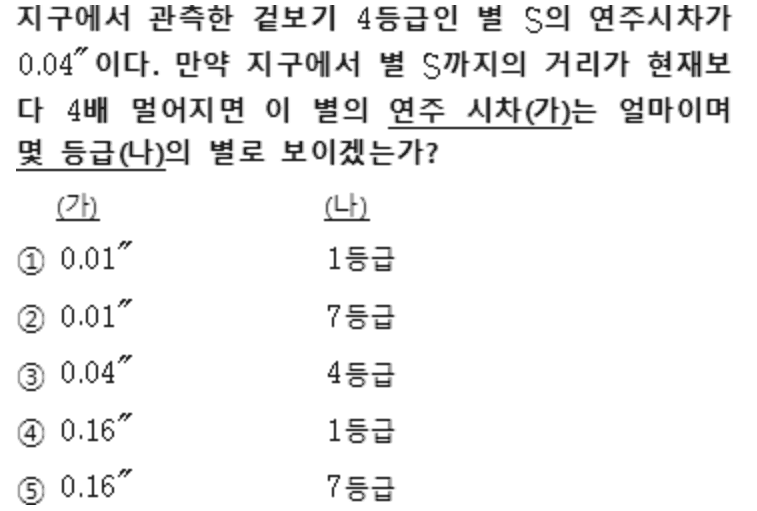 지구에서 관측한 겉보기 4등급인 별 S의 연주시차가
0.04″이다. 만약 지구에서 별 S까지의 거리가 현재보
다 4배 멀어지면 이 별의 연주 시차(가)는 얼마이며
몇 등급(나)의 별로 보이겠는가?
(가) (나)
① 0.01″ 1등급
② 0.01″ 7등급
③ 0.04″ 4등급
④ 0.16″ 1등급
⑤ 0.16″ 7등급